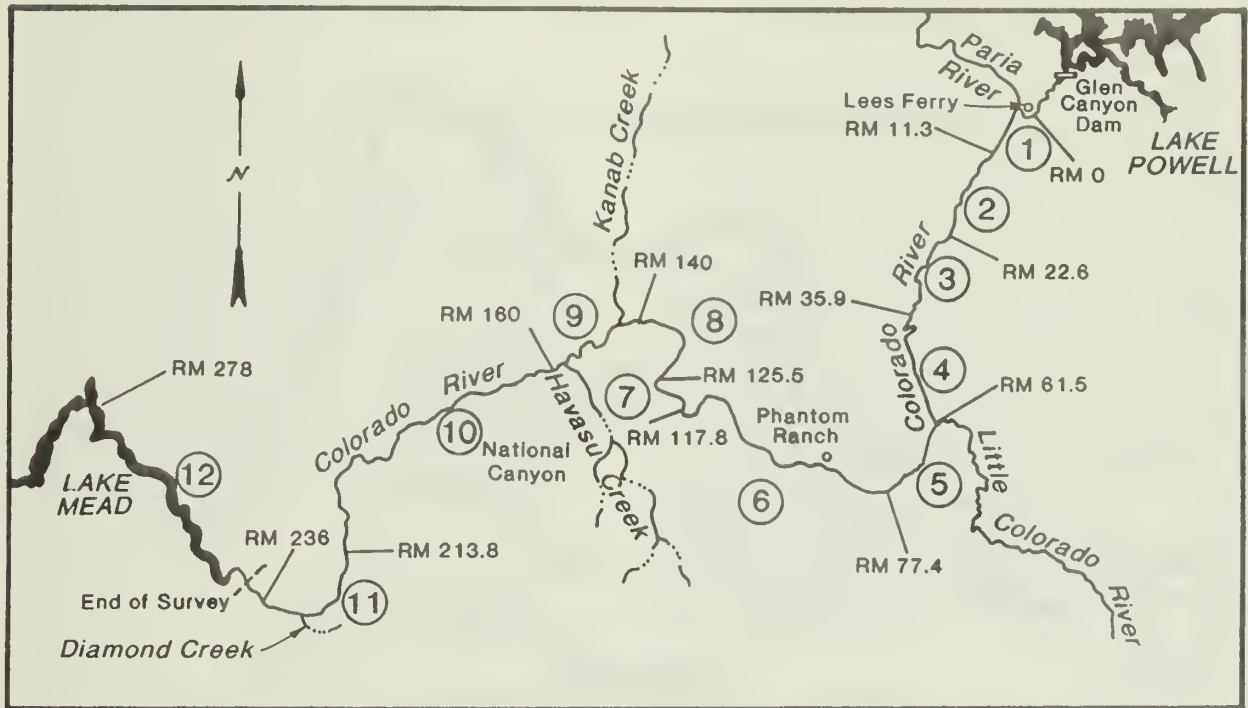 Paria
River
Lees Ferry
Glen
Canyon
Dam
LAKE
POWELL
RM 11.3
1
RM 0
2
RM 22.6
River
3
RM 35.9
Colorado
4
RM 61.5
Little
Colorado
River
5
RM 77.4
Phantom
Ranch
6
RM 117.8
7
RM 125.5
8
RM 140
Kanab Creek
9
RM 160
Havasu
Creek
National
Canyon
10
Colorado
River
RM 213.8
11
Diamond Creek
RM 236
End of Survey
12
LAKE
MEAD
RM 278
N